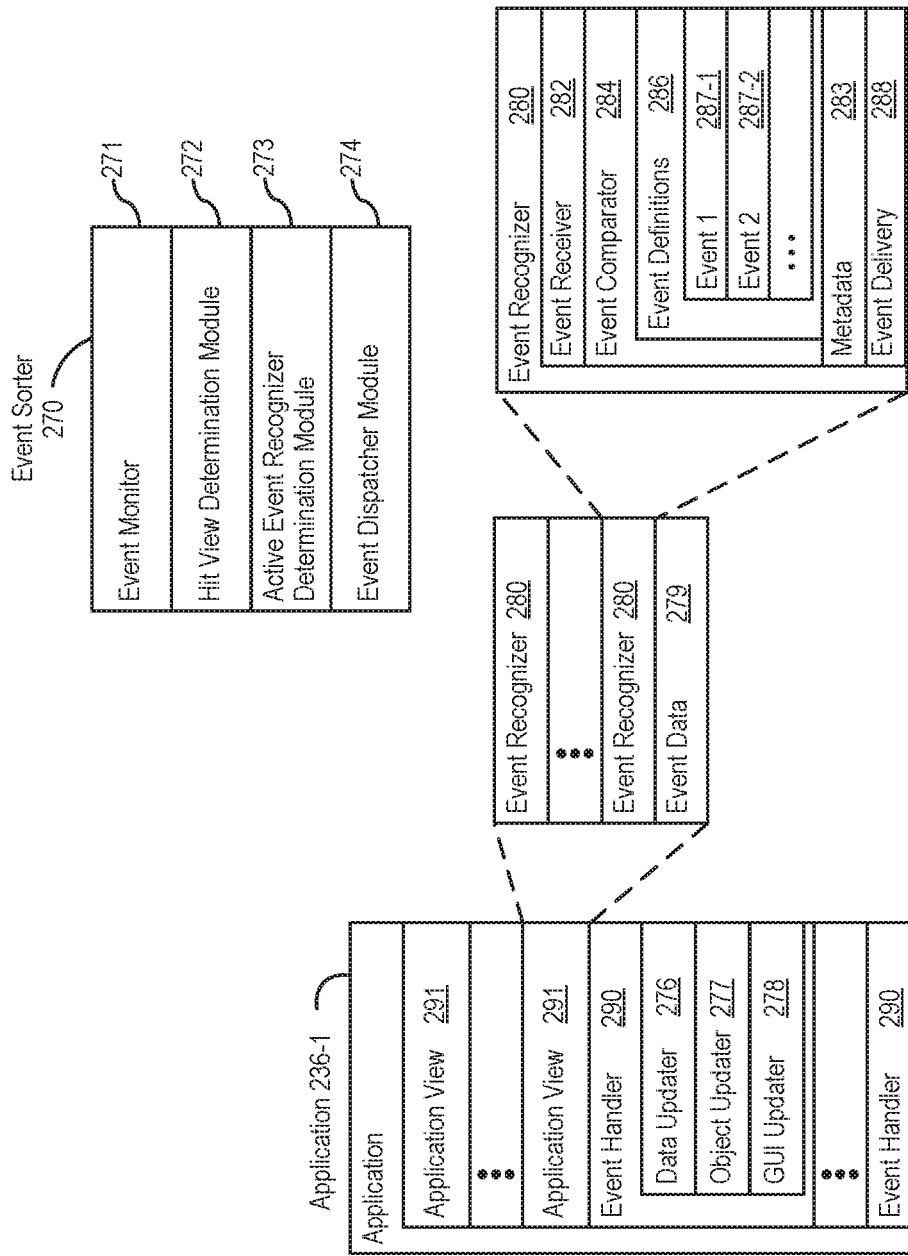 Event Sorter
270
Event Monitor
271
Hit View Determination Module
272
Active Event Recognizer
Determination Module
273
Event Dispatcher Module
274
Application 236-1
Application
Application View 291
•••
Application View 291
Event Handler 290
Data Updater 276
Object Updater 277
GUI Updater 278
•••
Event Handler 290
Event Recognizer 280
•••
Event Recognizer 280
Event Data 279
Event Recognizer 280
Event Receiver 282
Event Comparator 284
Event Definitions 286
Event 1 287-1
Event 2 287-2
•••
Metadata 283
Event Delivery 288